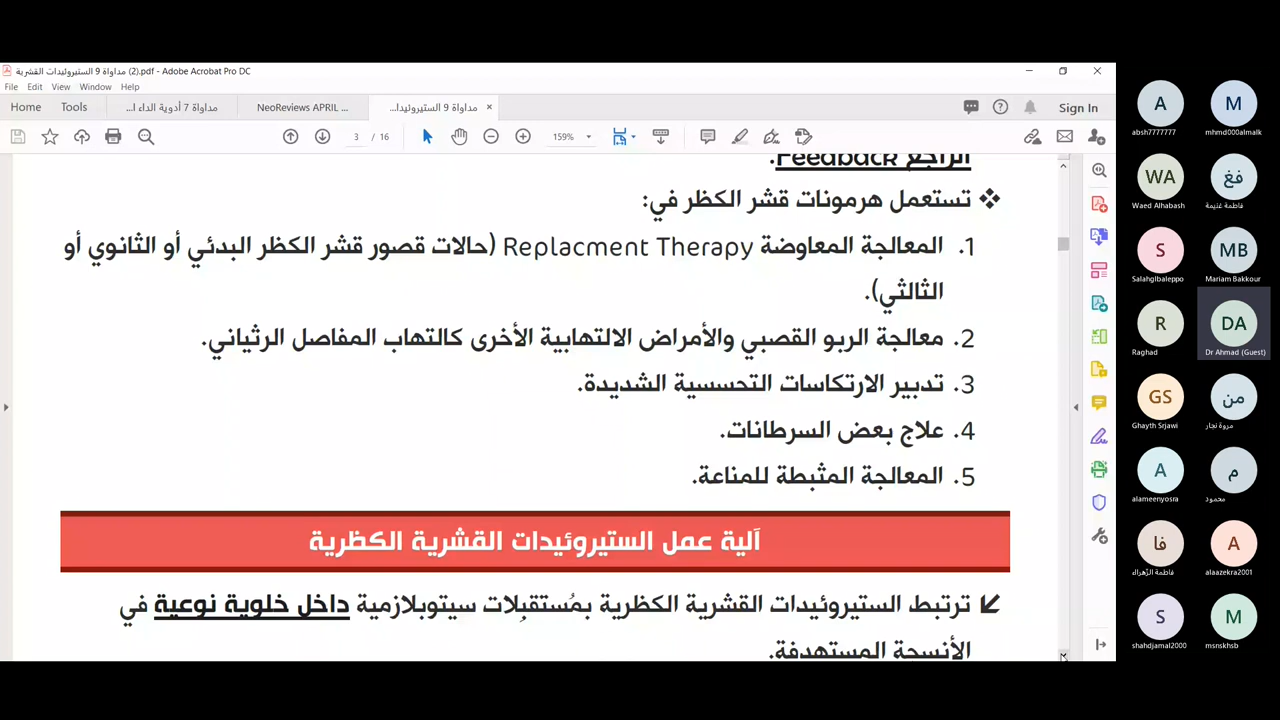 مداواة 9 الستيروئيدات القشرية (2).pdf - Adobe Acrobat Pro DC
File Edit View Window Help
Home Tools
مداواة 7 أدوية الداء ا...
NeoReviews APRIL ...
مداواة 9 الستيروئيدا... ×
Sign In
3 / 16
159%
الراجع Feedback.
❖ تستعمل هرمونات قشر الكظر في:
1. المعالجة المعاوضة Replacment Therapy (حالات قصور قشر الكظر البدئي أو الثانوي أو
الثالثي).
2. معالجة الربو القصبي والأمراض الالتهابية الأخرى كالتهاب المفاصل الرثياني.
3. تدبير الارتكاسات التحسسية الشديدة.
4. علاج بعض السرطانات.
5. المعالجة المثبطة للمناعة.
آلية عمل الستيروئيدات القشرية الكظرية
ترتبط الستيروئيدات القشرية الكظرية بمُستقبِلات سيتوبلازمية داخل خلوية نوعية في
الأنسجة المستهدفة.
A M
absh7777777 mhmd000almalk
WA فغ
Waed Alhabash فاطمة غنيمة
S MB
Salahglbaleppo Mariam Bakkour
R DA
Raghad Dr Ahmad (Guest)
GS من
Ghayth Srjawi مروة نجار
A م
alameenyosra محمود
فا A
فاطمة الزهراء alaazekra2001
S M
shahdjamal2000 msnskhsb